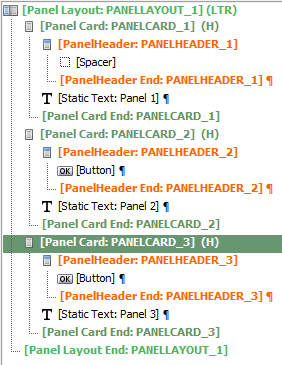 [Panel Layout: PANELLAYOUT_1] (LTR)
[Panel Card: PANELCARD_1] (H)
[PanelHeader: PANELHEADER_1]
[Spacer]
[PanelHeader End: PANELHEADER_1] ¶
T [Static Text: Panel 1] ¶
[Panel Card End: PANELCARD_1]
[Panel Card: PANELCARD_2] (H)
[PanelHeader: PANELHEADER_2]
OK [Button] ¶
[PanelHeader End: PANELHEADER_2] ¶
T [Static Text: Panel 2] ¶
[Panel Card End: PANELCARD_2]
[Panel Card: PANELCARD_3] (H)
[PanelHeader: PANELHEADER_3]
OK [Button] ¶
[PanelHeader End: PANELHEADER_3] ¶
T [Static Text: Panel 3] ¶
[Panel Card End: PANELCARD_3]
[Panel Layout End: PANELLAYOUT_1]